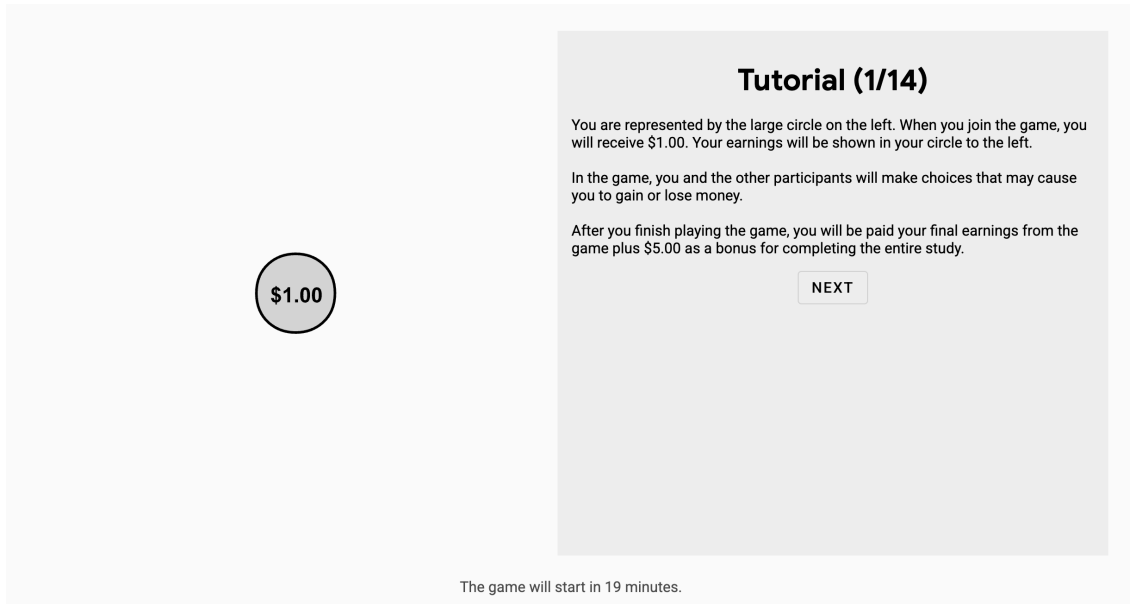 Tutorial (1/14)
You are represented by the large circle on the left. When you join the game, you
will receive $1.00. Your earnings will be shown in your circle to the left.
In the game, you and the other participants will make choices that may cause
you to gain or lose money.
After you finish playing the game, you will be paid your final earnings from the
game plus $5.00 as a bonus for completing the entire study.
NEXT
$1.00
The game will start in 19 minutes.